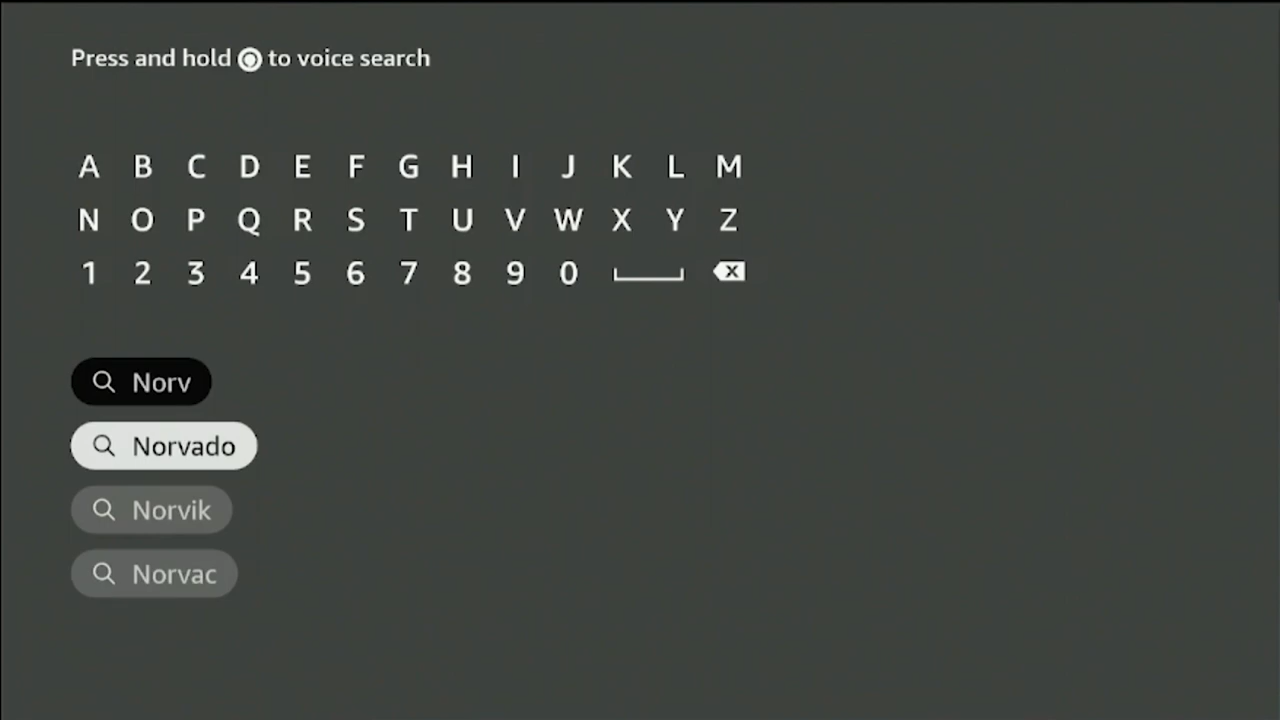 Press and hold to voice search
A B C D E F G H I J K L M
N O P Q R S T U V W X Y Z
1 2 3 4 5 6 7 8 9 0
Norv
Norvado
Norvik
Norvac